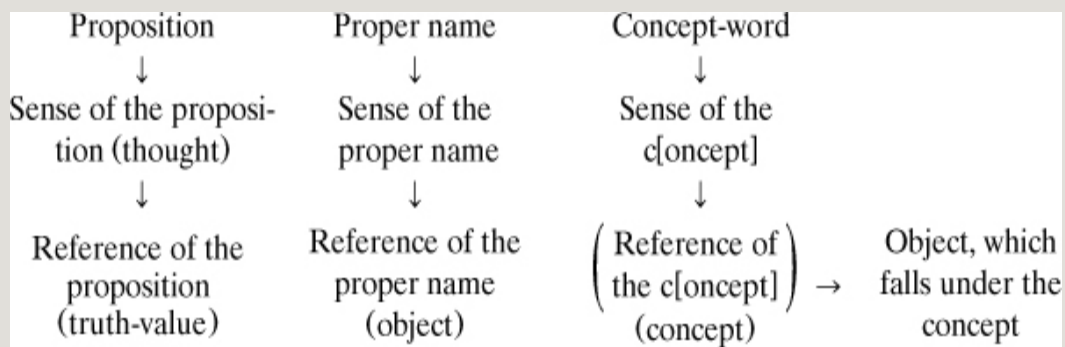 Proposition Proper name Concept-word
↓ ↓ ↓
Sense of the proposi- Sense of the Sense of the
tion (thought) proper name c[oncept]
↓ ↓ ↓
Reference of the Reference of the ( Reference of ) Object, which
proposition proper name ( the c[oncept] ) → falls under the
(truth-value) (object) (concept) concept